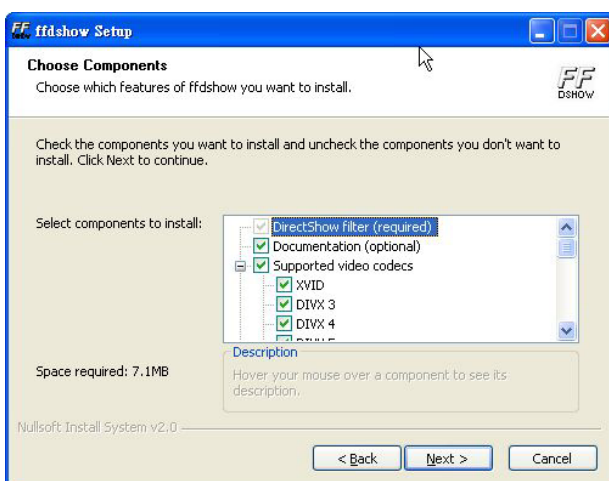 ffdshow Setup
Choose Components
Choose which features of ffdshow you want to install.
FF
DSHOW
Check the components you want to install and uncheck the components you don't want to
install. Click Next to continue.
Select components to install:
DirectShow filter (required)
Documentation (optional)
Supported video codecs
XVID
DIVX 3
DIVX 4
Space required: 7.1MB
Description
Hover your mouse over a component to see its
description.
Nullsoft Install System v2.0
< Back
Next >
Cancel